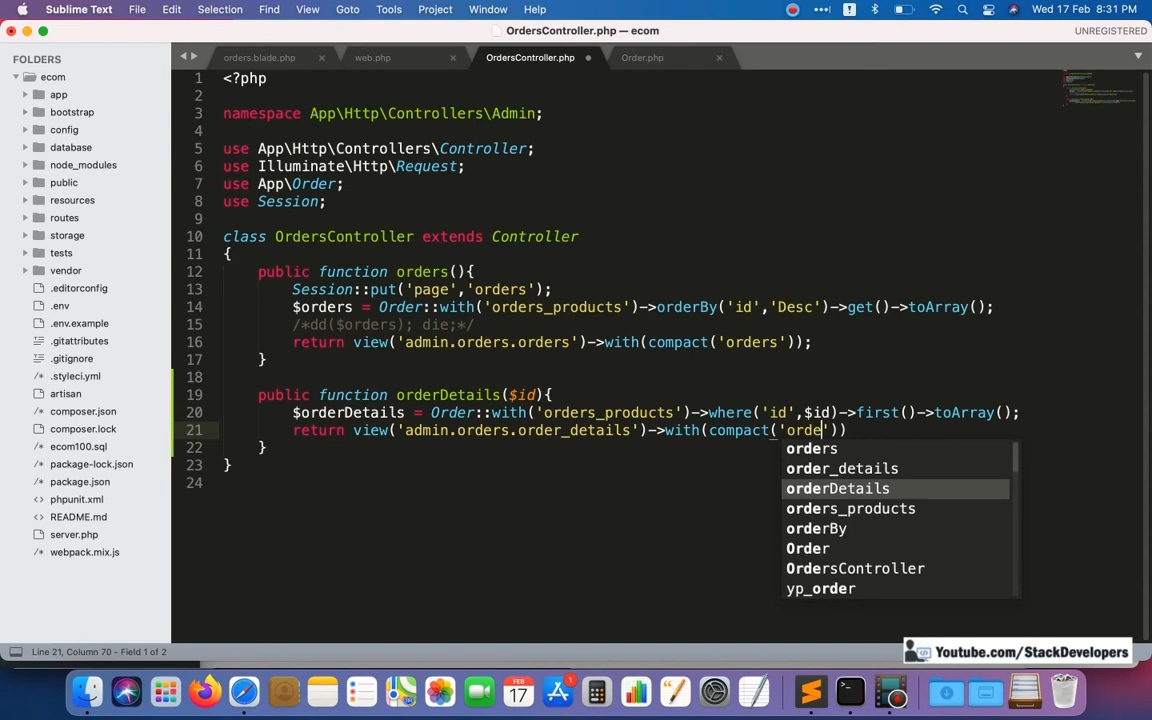 Sublime Text File Edit Selection Find View Goto Tools Project Window Help Wed 17 Feb 8:31 PM
OrdersController.php — ecom UNREGISTERED
FOLDERS
ecom
app
bootstrap
config
database
node_modules
public
resources
routes
storage
tests
vendor
.editorconfig
.env
.env.example
.gitattributes
.gitignore
.styleci.yml
artisan
composer.json
composer.lock
ecom100.sql
package-lock.json
package.json
phpunit.xml
README.md
server.php
webpack.mix.js
orders.blade.php web.php OrdersController.php Order.php
1 <?php
2
3 namespace App\Http\Controllers\Admin;
4
5 use App\Http\Controllers\Controller;
6 use Illuminate\Http\Request;
7 use App\Order;
8 use Session;
9
10 class OrdersController extends Controller
11 {
12 public function orders(){
13 Session::put('page','orders');
14 $orders = Order::with('orders_products')->orderBy('id','Desc')->get()->toArray();
15 /*dd($orders); die;*/
16 return view('admin.orders.orders')->with(compact('orders'));
17 }
18
19 public function orderDetails($id){
20 $orderDetails = Order::with('orders_products')->where('id',$id)->first()->toArray();
21 return view('admin.orders.order_details')->with(compact('orde'))
22 }
23 }
24
orders
order_details
orderDetails
orders_products
orderBy
Order
OrdersController
yp_order
Line 21, Column 70 - Field 1 of 2
Youtube.com/StackDevelopers
FEB
17
1